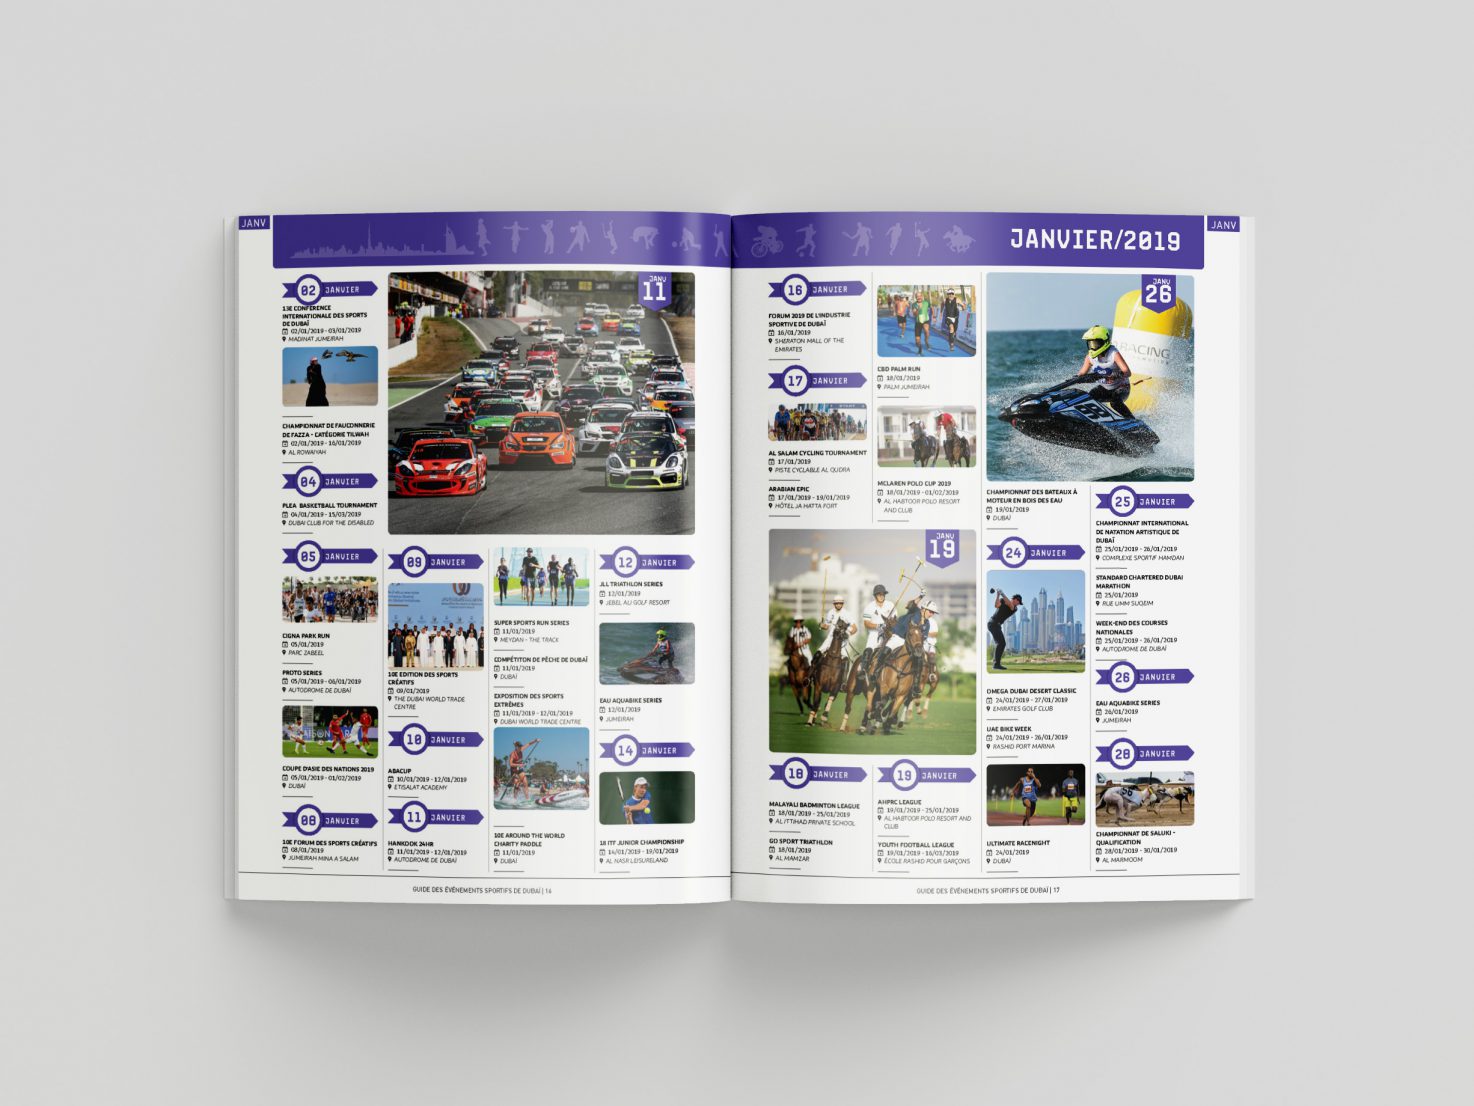 JANV
JANVIER/2019
JANV
02 JANVIER
13E CONFÉRENCE
INTERNATIONALE DES SPORTS
DE DUBAÏ
02/01/2019 - 03/01/2019
MADINAT JUMEIRAH
CHAMPIONNAT DE FAUCONNERIE
DE FAZZA - CATÉGORIE TILWAH
02/01/2019 - 16/01/2019
AL ROWAIYAH
04 JANVIER
PLEA BASKETBALL TOURNAMENT
04/01/2019 - 15/03/2019
DUBAI CLUB FOR THE DISABLED
05 JANVIER
CIGNA PARK RUN
05/01/2019
PARC ZABEEL
PROTO SERIES
05/01/2019 - 06/01/2019
AUTODROME DE DUBAÏ
COUPE D'ASIE DES NATIONS 2019
05/01/2019 - 01/02/2019
DUBAÏ
08 JANVIER
10E FORUM DES SPORTS CRÉATIFS
08/01/2019
JUMEIRAH MINA A SALAM
JANV
11
09 JANVIER
10E EDITION DES SPORTS
CRÉATIFS
09/01/2019
THE DUBAI WORLD TRADE
CENTRE
10 JANVIER
ABACUP
10/01/2019 - 12/01/2019
ETISALAT ACADEMY
11 JANVIER
HANKOOK 24HR
11/01/2019 - 12/01/2019
AUTODROME DE DUBAÏ
SUPER SPORTS RUN SERIES
11/01/2019
MEYDAN - THE TRACK
COMPÉTITON DE PÊCHE DE DUBAÏ
11/01/2019
DUBAÏ
EXPOSITION DES SPORTS
EXTRÊMES
11/01/2019 - 12/01/2019
DUBAI WORLD TRADE CENTRE
10E AROUND THE WORLD
CHARITY PADDLE
11/01/2019
DUBAÏ
12 JANVIER
JLL TRIATHLON SERIES
12/01/2019
JEBEL ALI GOLF RESORT
EAU AQUABIKE SERIES
12/01/2019
JUMEIRAH
14 JANVIER
18 ITF JUNIOR CHAMPIONSHIP
14/01/2019 - 19/01/2019
AL NASR LEISURELAND
GUIDE DES ÉVÉNEMENTS SPORTIFS DE DUBAÏ | 16
16 JANVIER
FORUM 2019 DE L'INDUSTRIE
SPORTIVE DE DUBAÏ
16/01/2019
SHERATON MALL OF THE
EMIRATES
17 JANVIER
START
AL SALAM CYCLING TOURNAMENT
17/01/2019
PISTE CYCLABLE AL QUDRA
ARABIAN EPIC
17/01/2019 - 19/01/2019
HÔTEL JA HATTA FORT
CBD PALM RUN
18/01/2019
PALM JUMEIRAH
MCLAREN POLO CUP 2019
18/01/2019 - 01/02/2019
AL HABTOOR POLO RESORT
AND CLUB
JANV
19
18 JANVIER
MALAYALI BADMINTON LEAGUE
18/01/2019 - 25/01/2019
AL ITTIHAD PRIVATE SCHOOL
GO SPORT TRIATHLON
18/01/2019
AL MAMZAR
19 JANVIER
AHPRC LEAGUE
19/01/2019 - 25/01/2019
AL HABTOOR POLO RESORT AND
CLUB
YOUTH FOOTBALL LEAGUE
19/01/2019 - 16/03/2019
ÉCOLE RASHID POUR GARÇONS
JANV
26
RACING
CHAMPIONNAT DES BATEAUX À
MOTEUR EN BOIS DES EAU
19/01/2019
DUBAÏ
24 JANVIER
OMEGA DUBAI DESERT CLASSIC
24/01/2019 - 27/01/2019
EMIRATES GOLF CLUB
UAE BIKE WEEK
24/01/2019 - 26/01/2019
RASHID PORT MARINA
ULTIMATE RACENIGHT
24/01/2019
DUBAÏ
25 JANVIER
CHAMPIONNAT INTERNATIONAL
DE NATATION ARTISTIQUE DE
DUBAÏ
25/01/2019 - 26/01/2019
COMPLEXE SPORTIF HAMDAN
STANDARD CHARTERED DUBAI
MARATHON
25/01/2019
RUE UMM SUQEIM
WEEK-END DES COURSES
NATIONALES
25/01/2019 - 26/01/2019
AUTODROME DE DUBAÏ
26 JANVIER
EAU AQUABIKE SERIES
26/01/2019
JUMEIRAH
28 JANVIER
CHAMPIONNAT DE SALUKI -
QUALIFICATION
28/01/2019 - 30/01/2019
AL MARMOOM
GUIDE DES ÉVÉNEMENTS SPORTIFS DE DUBAÏ | 17